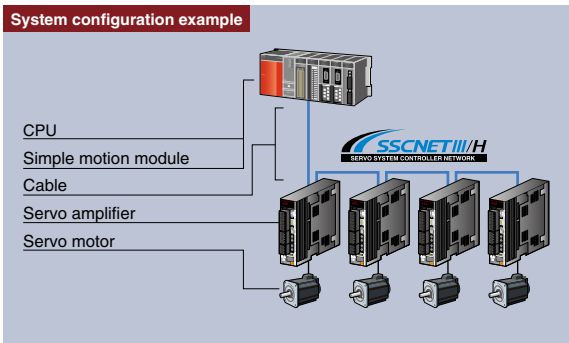 System configuration example
CPU
Simple motion module
Cable
Servo amplifier
Servo motor
SSCNETIII/H
SERVO SYSTEM CONTROLLER NETWORK